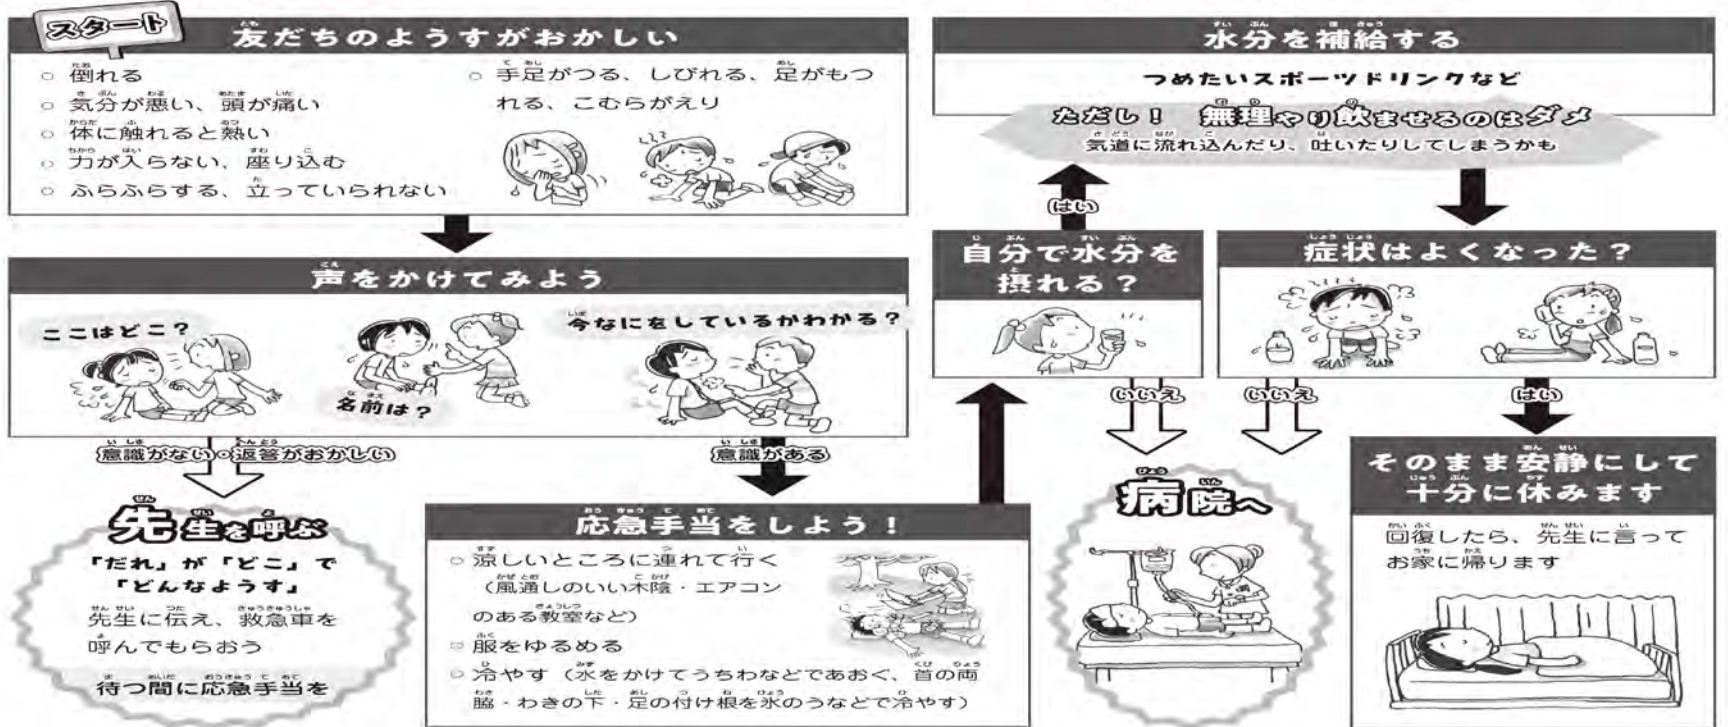 スタート
友だちのようすがおかしい
○ 倒れる
○ 気分が悪い、頭が痛い
○ 体に触れると熱い
○ 力が入らない、座り込む
○ ふらふらする、立っていられない
○ 手足がつる、しびれる、足がもつ
れる、こむらがえり
声をかけてみよう
ここはどこ?
名前は?
今なにをしているかわかる?
意識がない・返答がおかしい
意識がある
先生を呼ぶ
「だれ」が「どこ」で
「どんなようす」
先生に伝え、救急車を
呼んでもらおう
待つ間に応急手当を
応急手当をしよう!
○ 涼しいところに連れて行く
(風通しのいい木陰・エアコン
のある教室など)
○ 服をゆるめる
○ 冷やす(水をかけてうちわなどであおぐ、首の両
脇・わきの下・足の付け根を氷のうなどで冷やす)
自分で水分を
摂れる?
はい
いいえ
水分を補給する
つめたいスポーツドリンクなど
ただし! 無理やり飲ませるのはダメ
気道に流れ込んだり、吐いたりしてしまうかも
症状はよくなった?
いいえ
はい
病院へ
そのまま安静にして
十分に休みます
回復したら、先生に言って
お家に帰ります